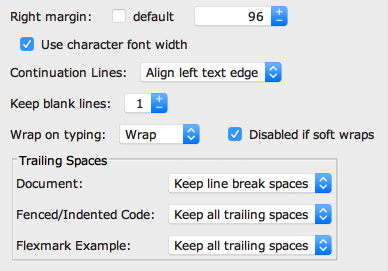 Right margin: default 96
Use character font width
Continuation Lines: Align left text edge
Keep blank lines: 1
Wrap on typing: Wrap Disabled if soft wraps
Trailing Spaces
Document: Keep line break spaces
Fenced/Indented Code: Keep all trailing spaces
Flexmark Example: Keep all trailing spaces